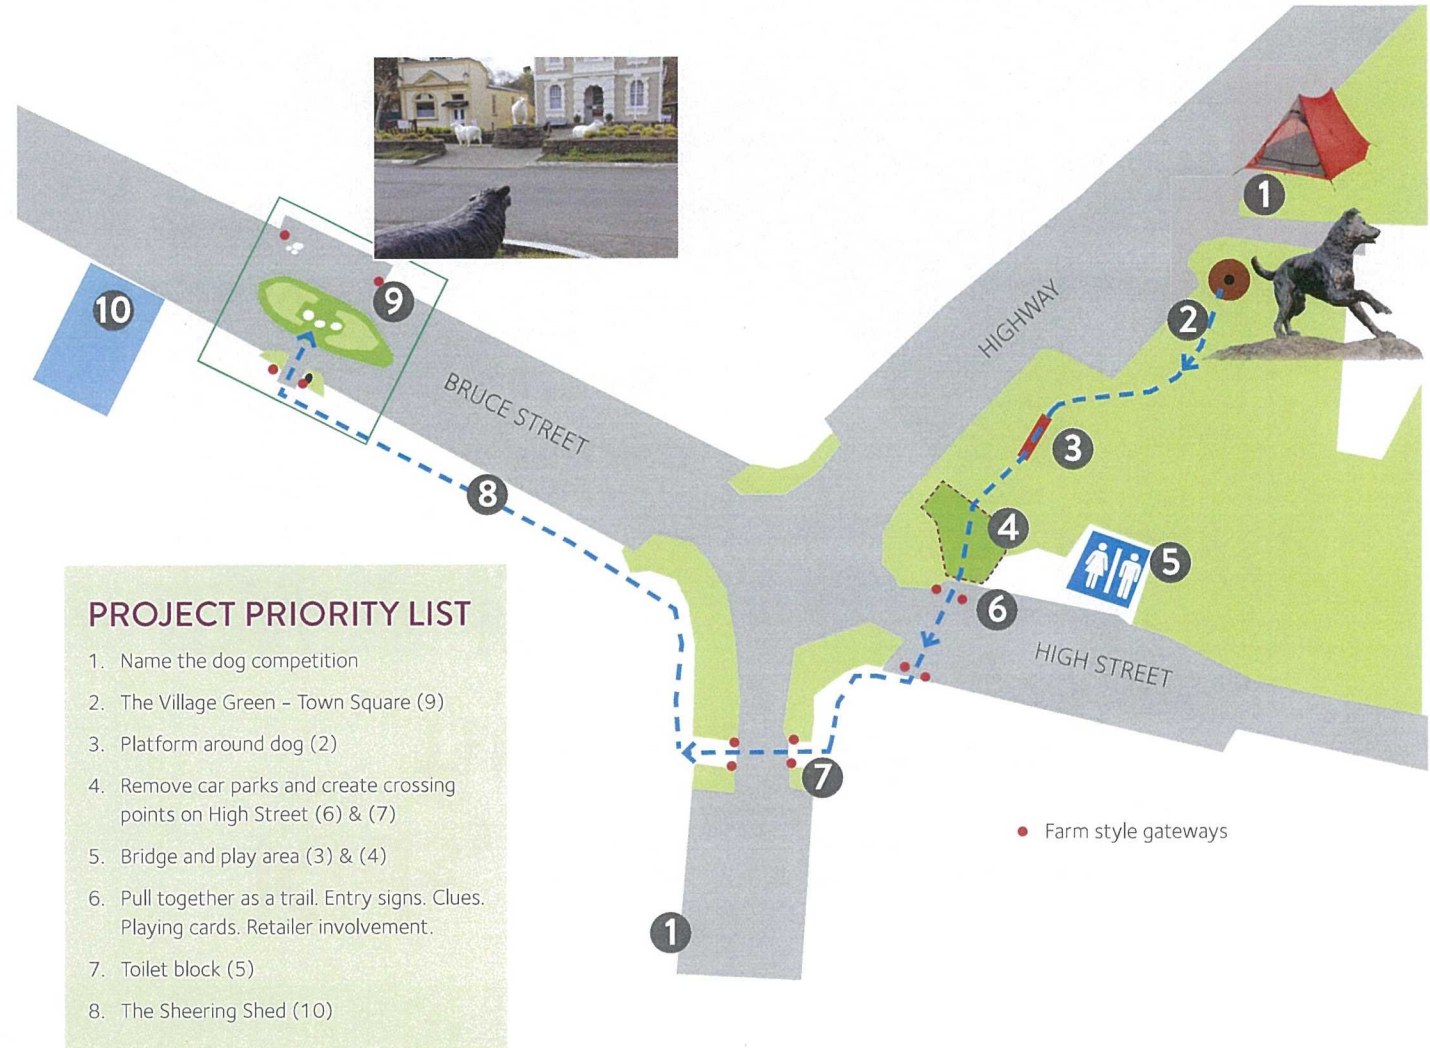 1
2
3
4
5
6
7
8
9
10
1
HIGHWAY
BRUCE STREET
HIGH STREET
Farm style gateways
PROJECT PRIORITY LIST
1. Name the dog competition
2. The Village Green – Town Square (9)
3. Platform around dog (2)
4. Remove car parks and create crossing
points on High Street (6) & (7)
5. Bridge and play area (3) & (4)
6. Pull together as a trail. Entry signs. Clues.
Playing cards. Retailer involvement.
7. Toilet block (5)
8. The Sheering Shed (10)